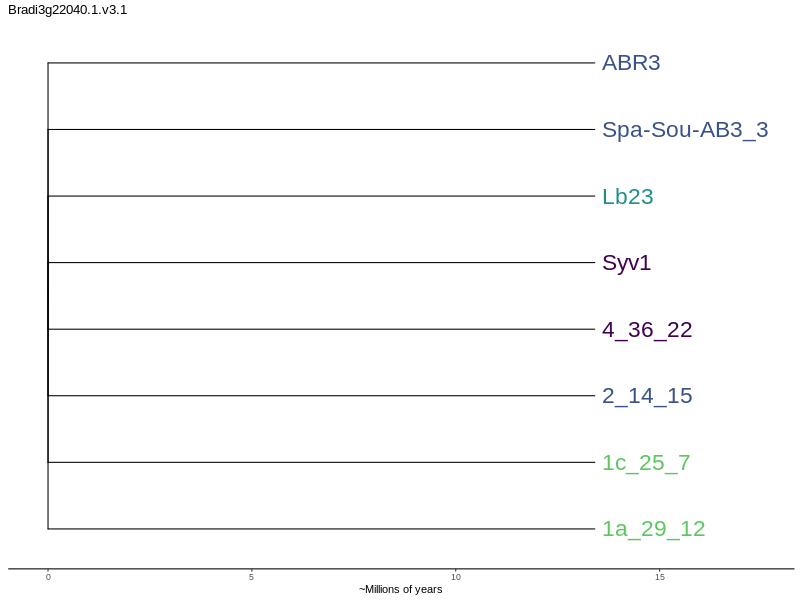 Bradi3g22040.1.v3.1
ABR3
Spa-Sou-AB3_3
Lb23
Syv1
4_36_22
2_14_15
1c_25_7
1a_29_12
0 5 10 15
~Millions of years